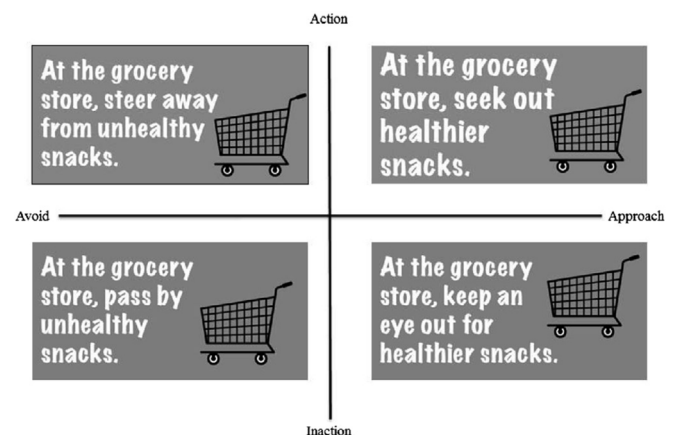 Action
At the grocery
store, steer away
from unhealthy
snacks.
At the grocery
store, seek out
healthier
snacks.
Avoid
Approach
At the grocery
store, pass by
unhealthy
snacks.
At the grocery
store, keep an
eye out for
healthier snacks.
Inaction